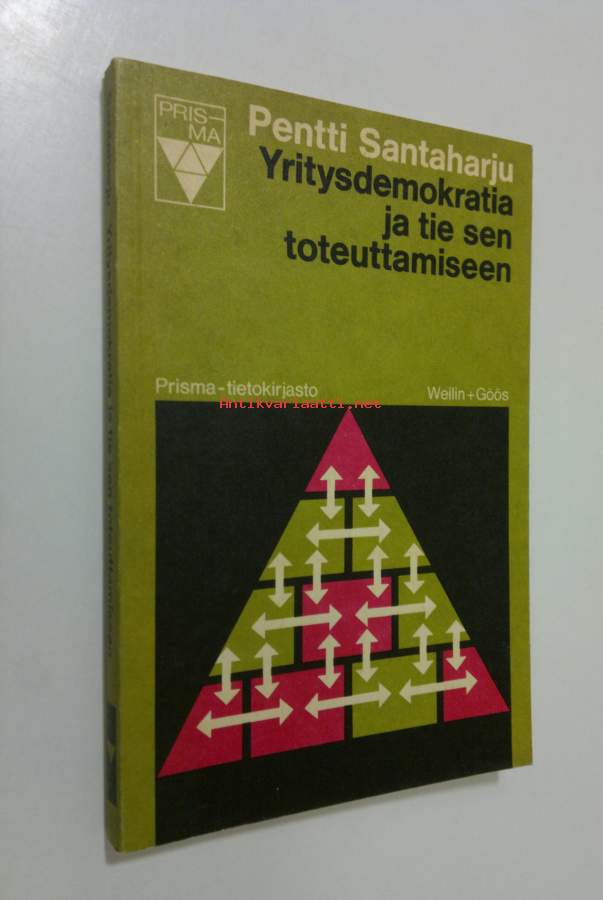 PRIS-
MA
Pentti Santaharju
Yritysdemokratia
ja tie sen
toteuttamiseen
Prisma-tietokirjasto
Weilin+Göös
Antikvariaatti.net